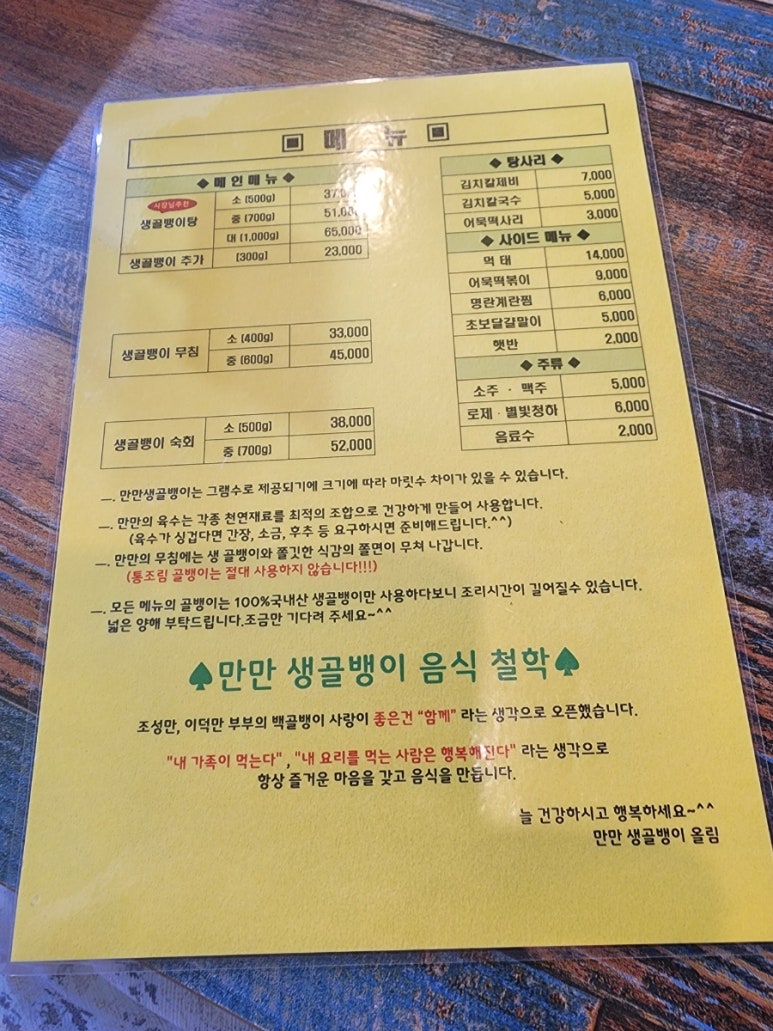 메 뉴
◆ 메인메뉴 ◆
사장님추천
생골뱅이탕
소 (500g) 37,000
중 (700g) 51,000
대 (1,000g) 65,000
생골뱅이 추가 (300g) 23,000
생골뱅이 무침
소 (400g) 33,000
중 (600g) 45,000
생골뱅이 숙회
소 (500g) 38,000
중 (700g) 52,000
◆ 탕사리 ◆
김치칼제비 7,000
김치칼국수 5,000
어묵떡사리 3,000
◆ 사이드 메뉴 ◆
먹태 14,000
어묵떡볶이 9,000
명란계란찜 6,000
초보달걀말이 5,000
햇반 2,000
◆ 주류 ◆
소주 · 맥주 5,000
로제 · 별빛청하 6,000
음료수 2,000
ㅡ. 만만생골뱅이는 그램수로 제공되기에 크기에 따라 마릿수 차이가 있을 수 있습니다.
ㅡ. 만만의 육수는 각종 천연재료를 최적의 조합으로 건강하게 만들어 사용합니다.
(육수가 싱겁다면 간장, 소금, 후추 등 요구하시면 준비해드립니다.^^)
ㅡ. 만만의 무침에는 생 골뱅이와 쫄깃한 식감의 쫄면이 무쳐 나갑니다.
(통조림 골뱅이는 절대 사용하지 않습니다!!!)
ㅡ. 모든 메뉴의 골뱅이는 100%국내산 생골뱅이만 사용하다보니 조리시간이 길어질수 있습니다.
넓은 양해 부탁드립니다.조금만 기다려 주세요~^^
♠만만 생골뱅이 음식 철학♠
조성만, 이덕만 부부의 백골뱅이 사랑이 좋은건 "함께" 라는 생각으로 오픈했습니다.
"내 가족이 먹는다" , "내 요리를 먹는 사람은 행복해진다" 라는 생각으로
항상 즐거운 마음을 갖고 음식을 만듭니다.
늘 건강하시고 행복하세요~^^
만만 생골뱅이 올림